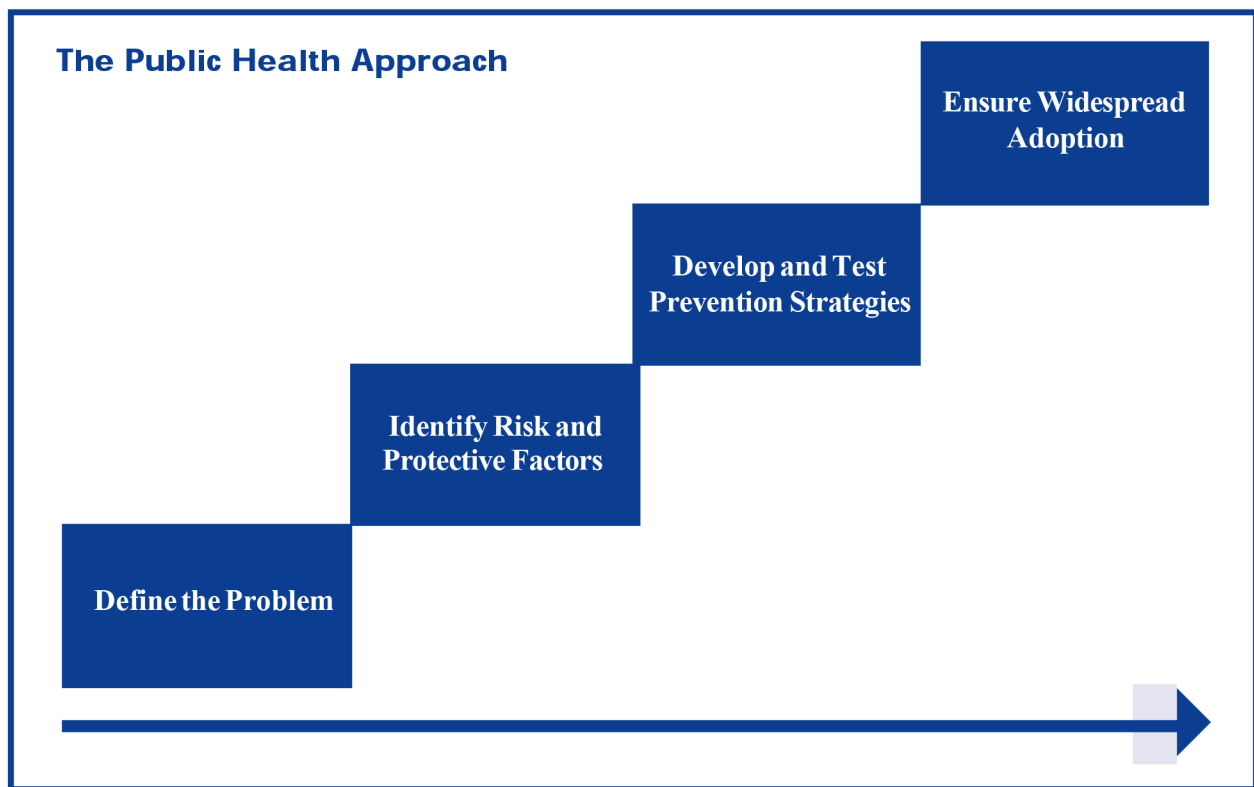 The Public Health Approach
Ensure Widespread
Adoption
Develop and Test
Prevention Strategies
Identify Risk and
Protective Factors
Define the Problem